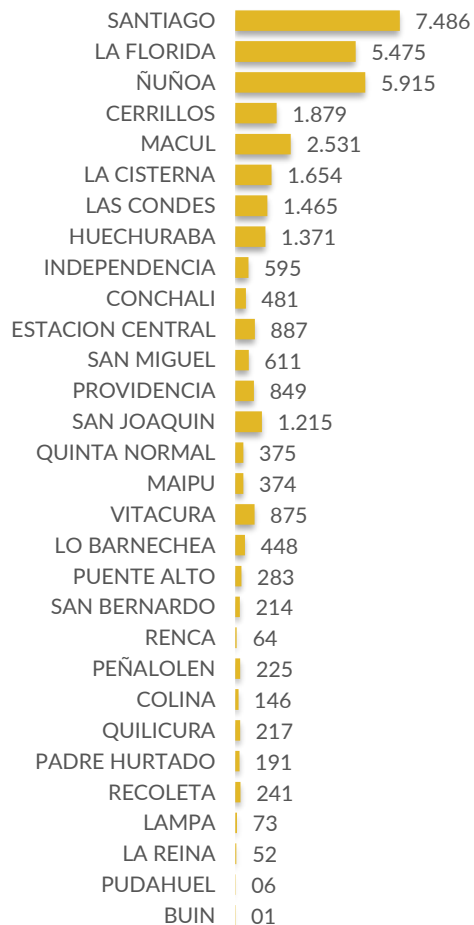 SANTIAGO 7.486
LA FLORIDA 5.475
ÑUÑOA 5.915
CERRILLOS 1.879
MACUL 2.531
LA CISTERNA 1.654
LAS CONDES 1.465
HUECHURABA 1.371
INDEPENDENCIA 595
CONCHALI 481
ESTACION CENTRAL 887
SAN MIGUEL 611
PROVIDENCIA 849
SAN JOAQUIN 1.215
QUINTA NORMAL 375
MAIPU 374
VITACURA 875
LO BARNECHEA 448
PUENTE ALTO 283
SAN BERNARDO 214
RENCA 64
PEÑALOLEN 225
COLINA 146
QUILICURA 217
PADRE HURTADO 191
RECOLETA 241
LAMPA 73
LA REINA 52
PUDAHUEL 06
BUIN 01